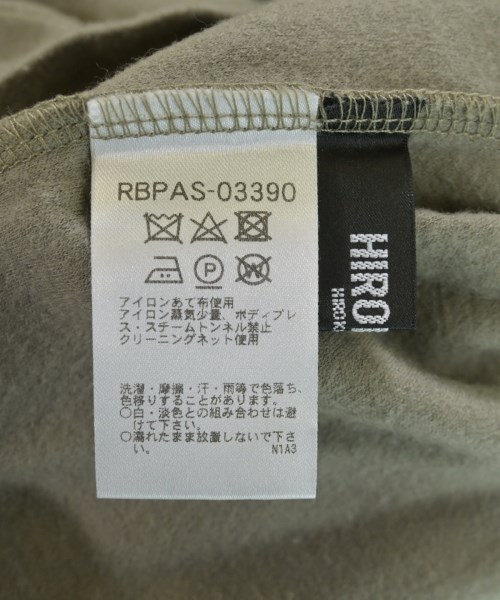 RBPAS-03390
P
W
アイロンあて布使用
アイロン蒸気少量、ボディプレ
ス・スチームトンネル禁止
クリーニングネット使用
洗濯・摩擦・汗・雨等で色落ち、
色移りすることがあります。
○白・淡色との組み合わせは避
けて下さい。
○濡れたまま放置しないで下さ
い。
N1A3
HIRO
HIROK